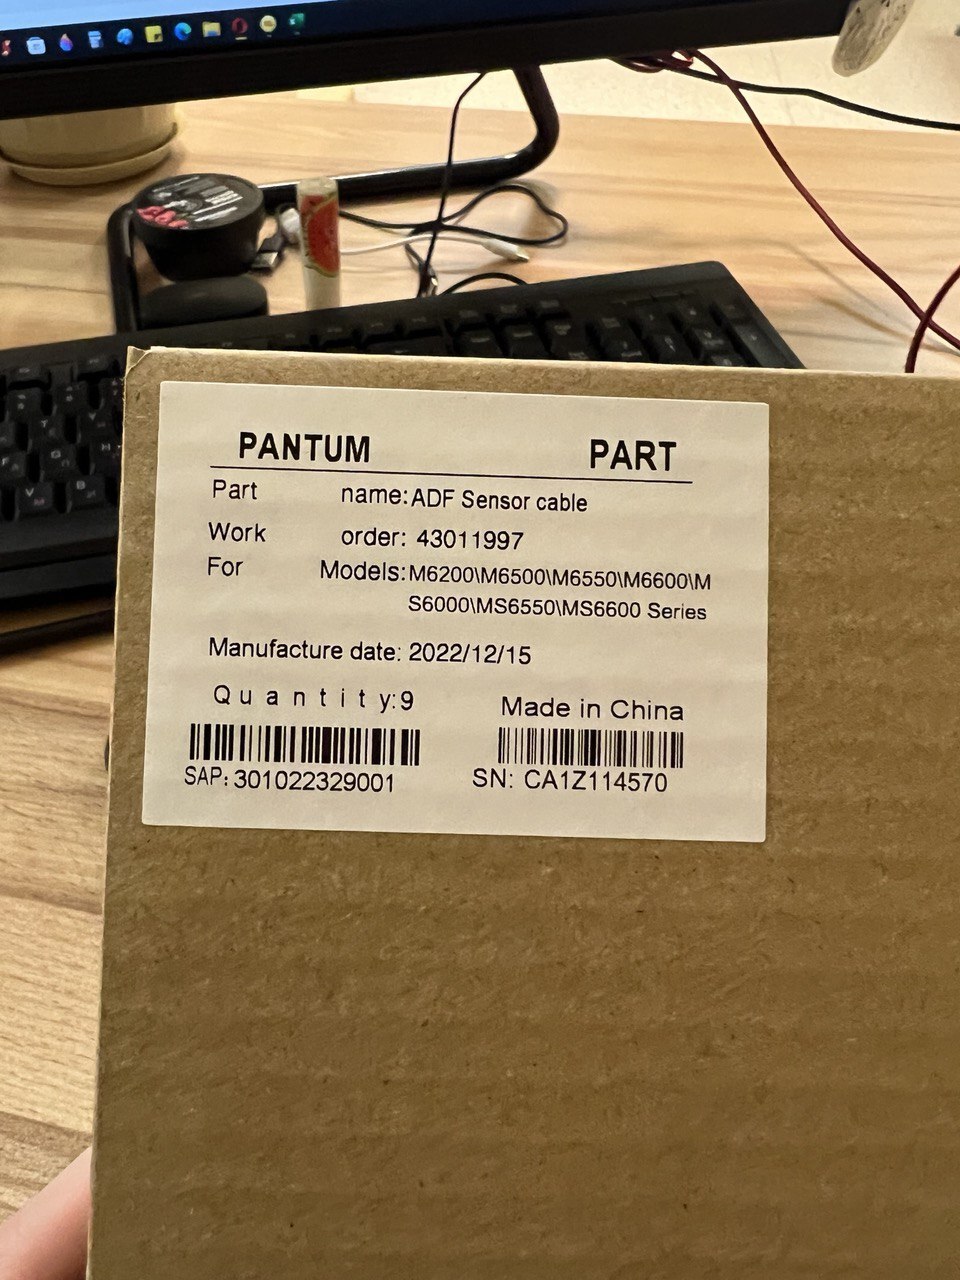 PANTUM PART
Part name: ADF Sensor cable
Work order: 43011997
For Models: M6200\M6500\M6550\M6600\M
S6000\MS6550\MS6600 Series
Manufacture date: 2022/12/15
Quantity: 9 Made in China
SAP: 301022329001 SN: CA1Z114570